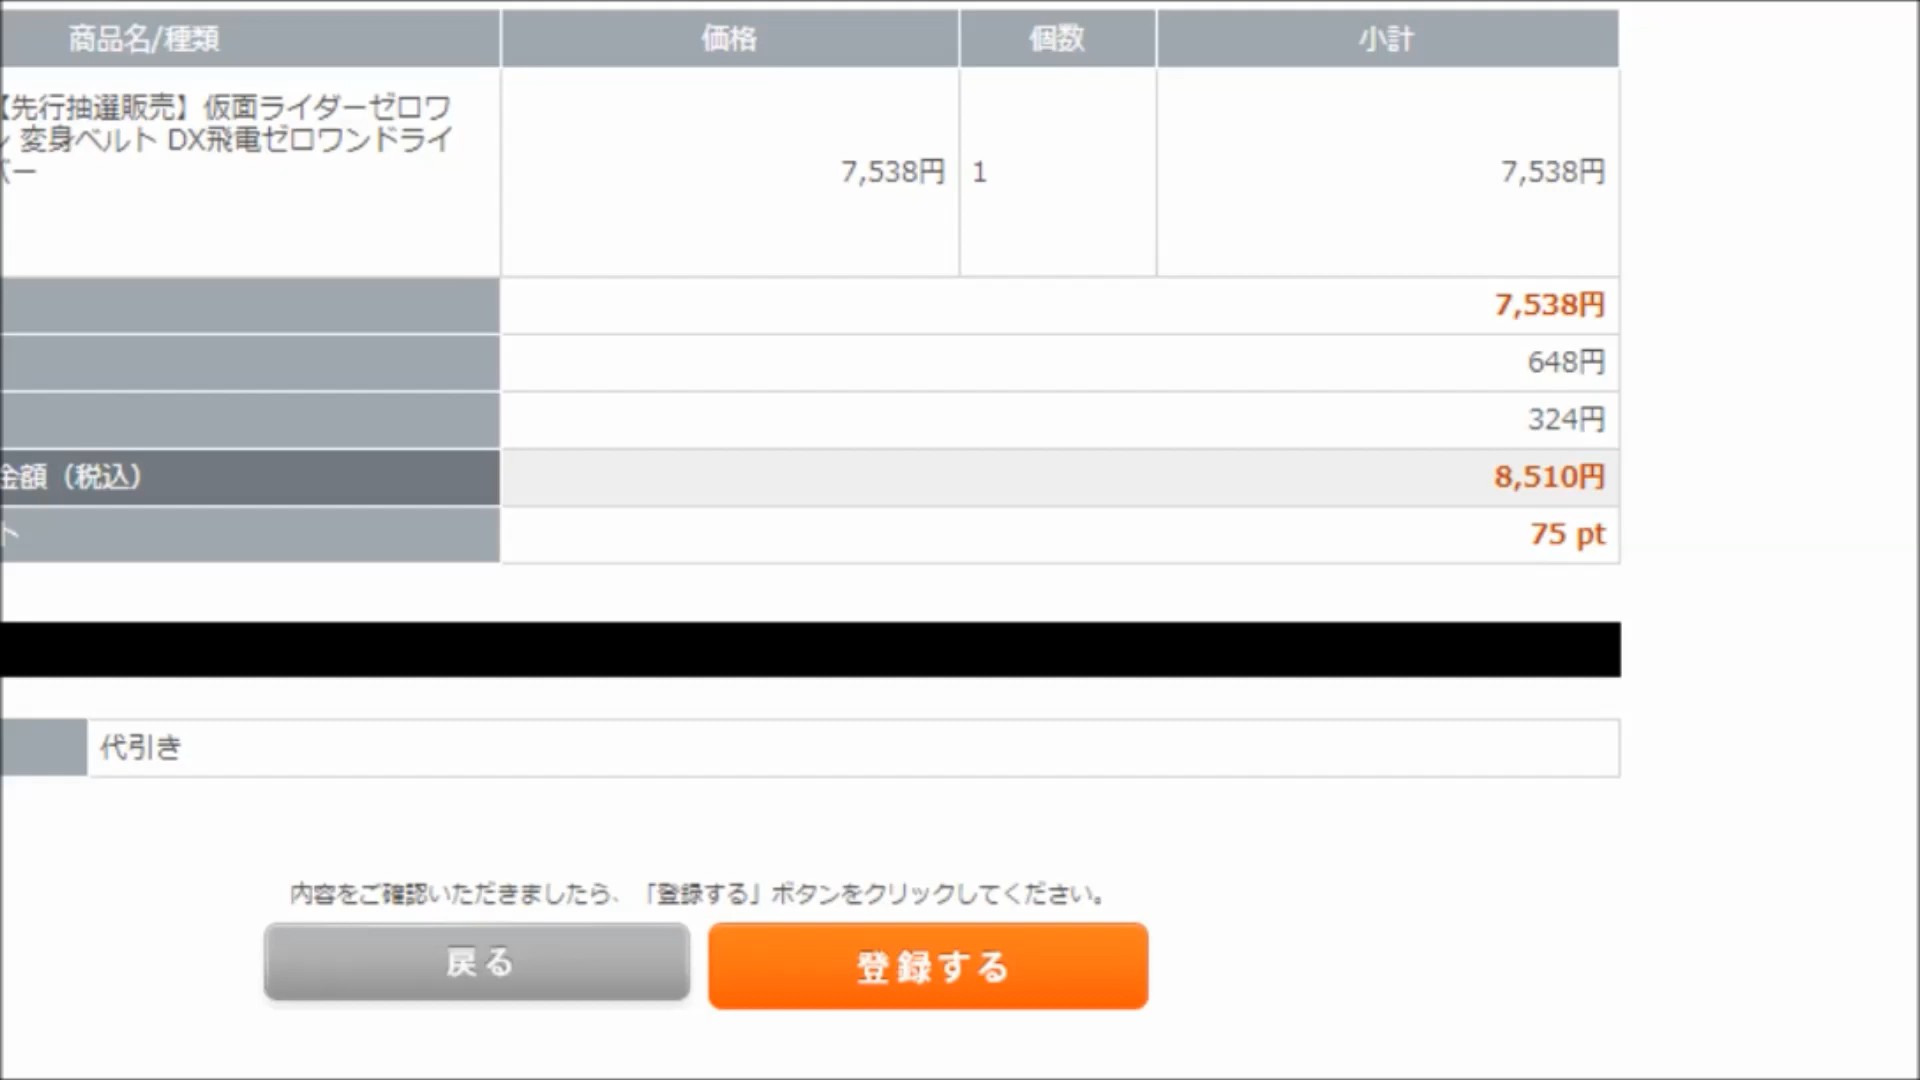 商品名/種類 価格 個数 小計
【先行抽選販売】仮面ライダーゼロワ
ン 変身ベルト DX飛電ゼロワンドライ
バー
7,538円 1 7,538円
7,538円
648円
324円
金額（税込） 8,510円
ト 75 pt
代引き
内容をご確認いただきましたら、「登録する」ボタンをクリックしてください。
戻る 登録する